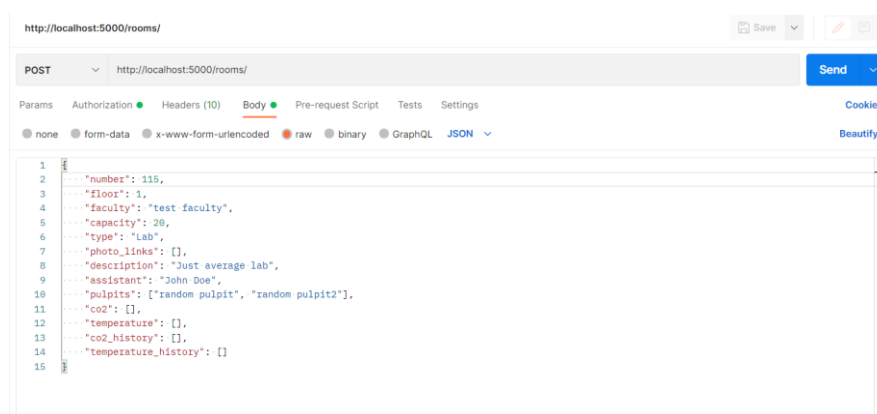 http://localhost:5000/rooms/ Save
POST http://localhost:5000/rooms/ Send
Params Authorization Headers (10) Body Pre-request Script Tests Settings Cookie
none form-data x-www-form-urlencoded raw binary GraphQL JSON Beautify
1 {
2 "number": 115,
3 "floor": 1,
4 "faculty": "test faculty",
5 "capacity": 20,
6 "type": "Lab",
7 "photo_links": [],
8 "description": "Just average lab",
9 "assistant": "John Doe",
10 "pulpits": ["random pulpit", "random pulpit2"],
11 "co2": [],
12 "temperature": [],
13 "co2_history": [],
14 "temperature_history": []
15 }